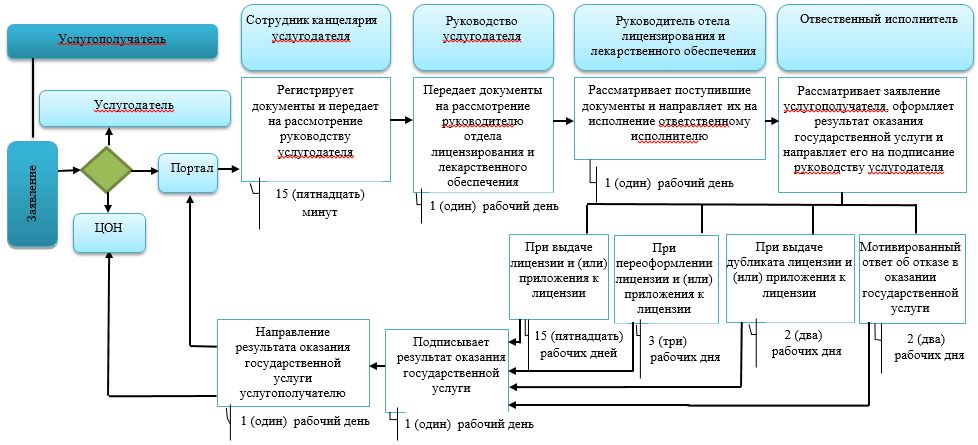 Услугополучатель
Сотрудник канцелярия
услугодателя
Руководство
услугодателя
Руководитель отела
лицензирования и
лекарственного обеспечения
Отвественный исполнитель
Услугодатель
Заявление
Портал
ЦОН
Регистрирует
документы и передает
на рассмотрение
руководству
услугодателя
15 (пятнадцать)
минут
Передает документы
на рассмотрение
руководителю
отдела
лицензирования и
лекарственного
обеспечения
1 (один) рабочий день
Рассматривает поступившие
документы и направляет их на
исполнение ответственному
исполнителю
1 (один) рабочий день
Рассматривает заявление
услугополучателя, оформляет
результат оказания
государственной услуги и
направляет его на подписание
руководству услугодателя
При выдаче
лицензии и (или)
приложения к
лицензии
15 (пятнадцать)
рабочих дней
При
переоформлении
лицензии и (или)
приложения к
лицензии
3 (три)
рабочих дня
При выдаче
дубликата лицензии и
(или) приложения к
лицензии
2 (два)
рабочих дня
Мотивированный
ответ об отказе в
оказании
государственной
услуги
2 (два)
рабочих дня
Подписывает
результат оказания
государственной
услуги
1 (один) рабочий день
Направление
результата оказания
государственной
услуги
услугополучателю
1 (один) рабочий день